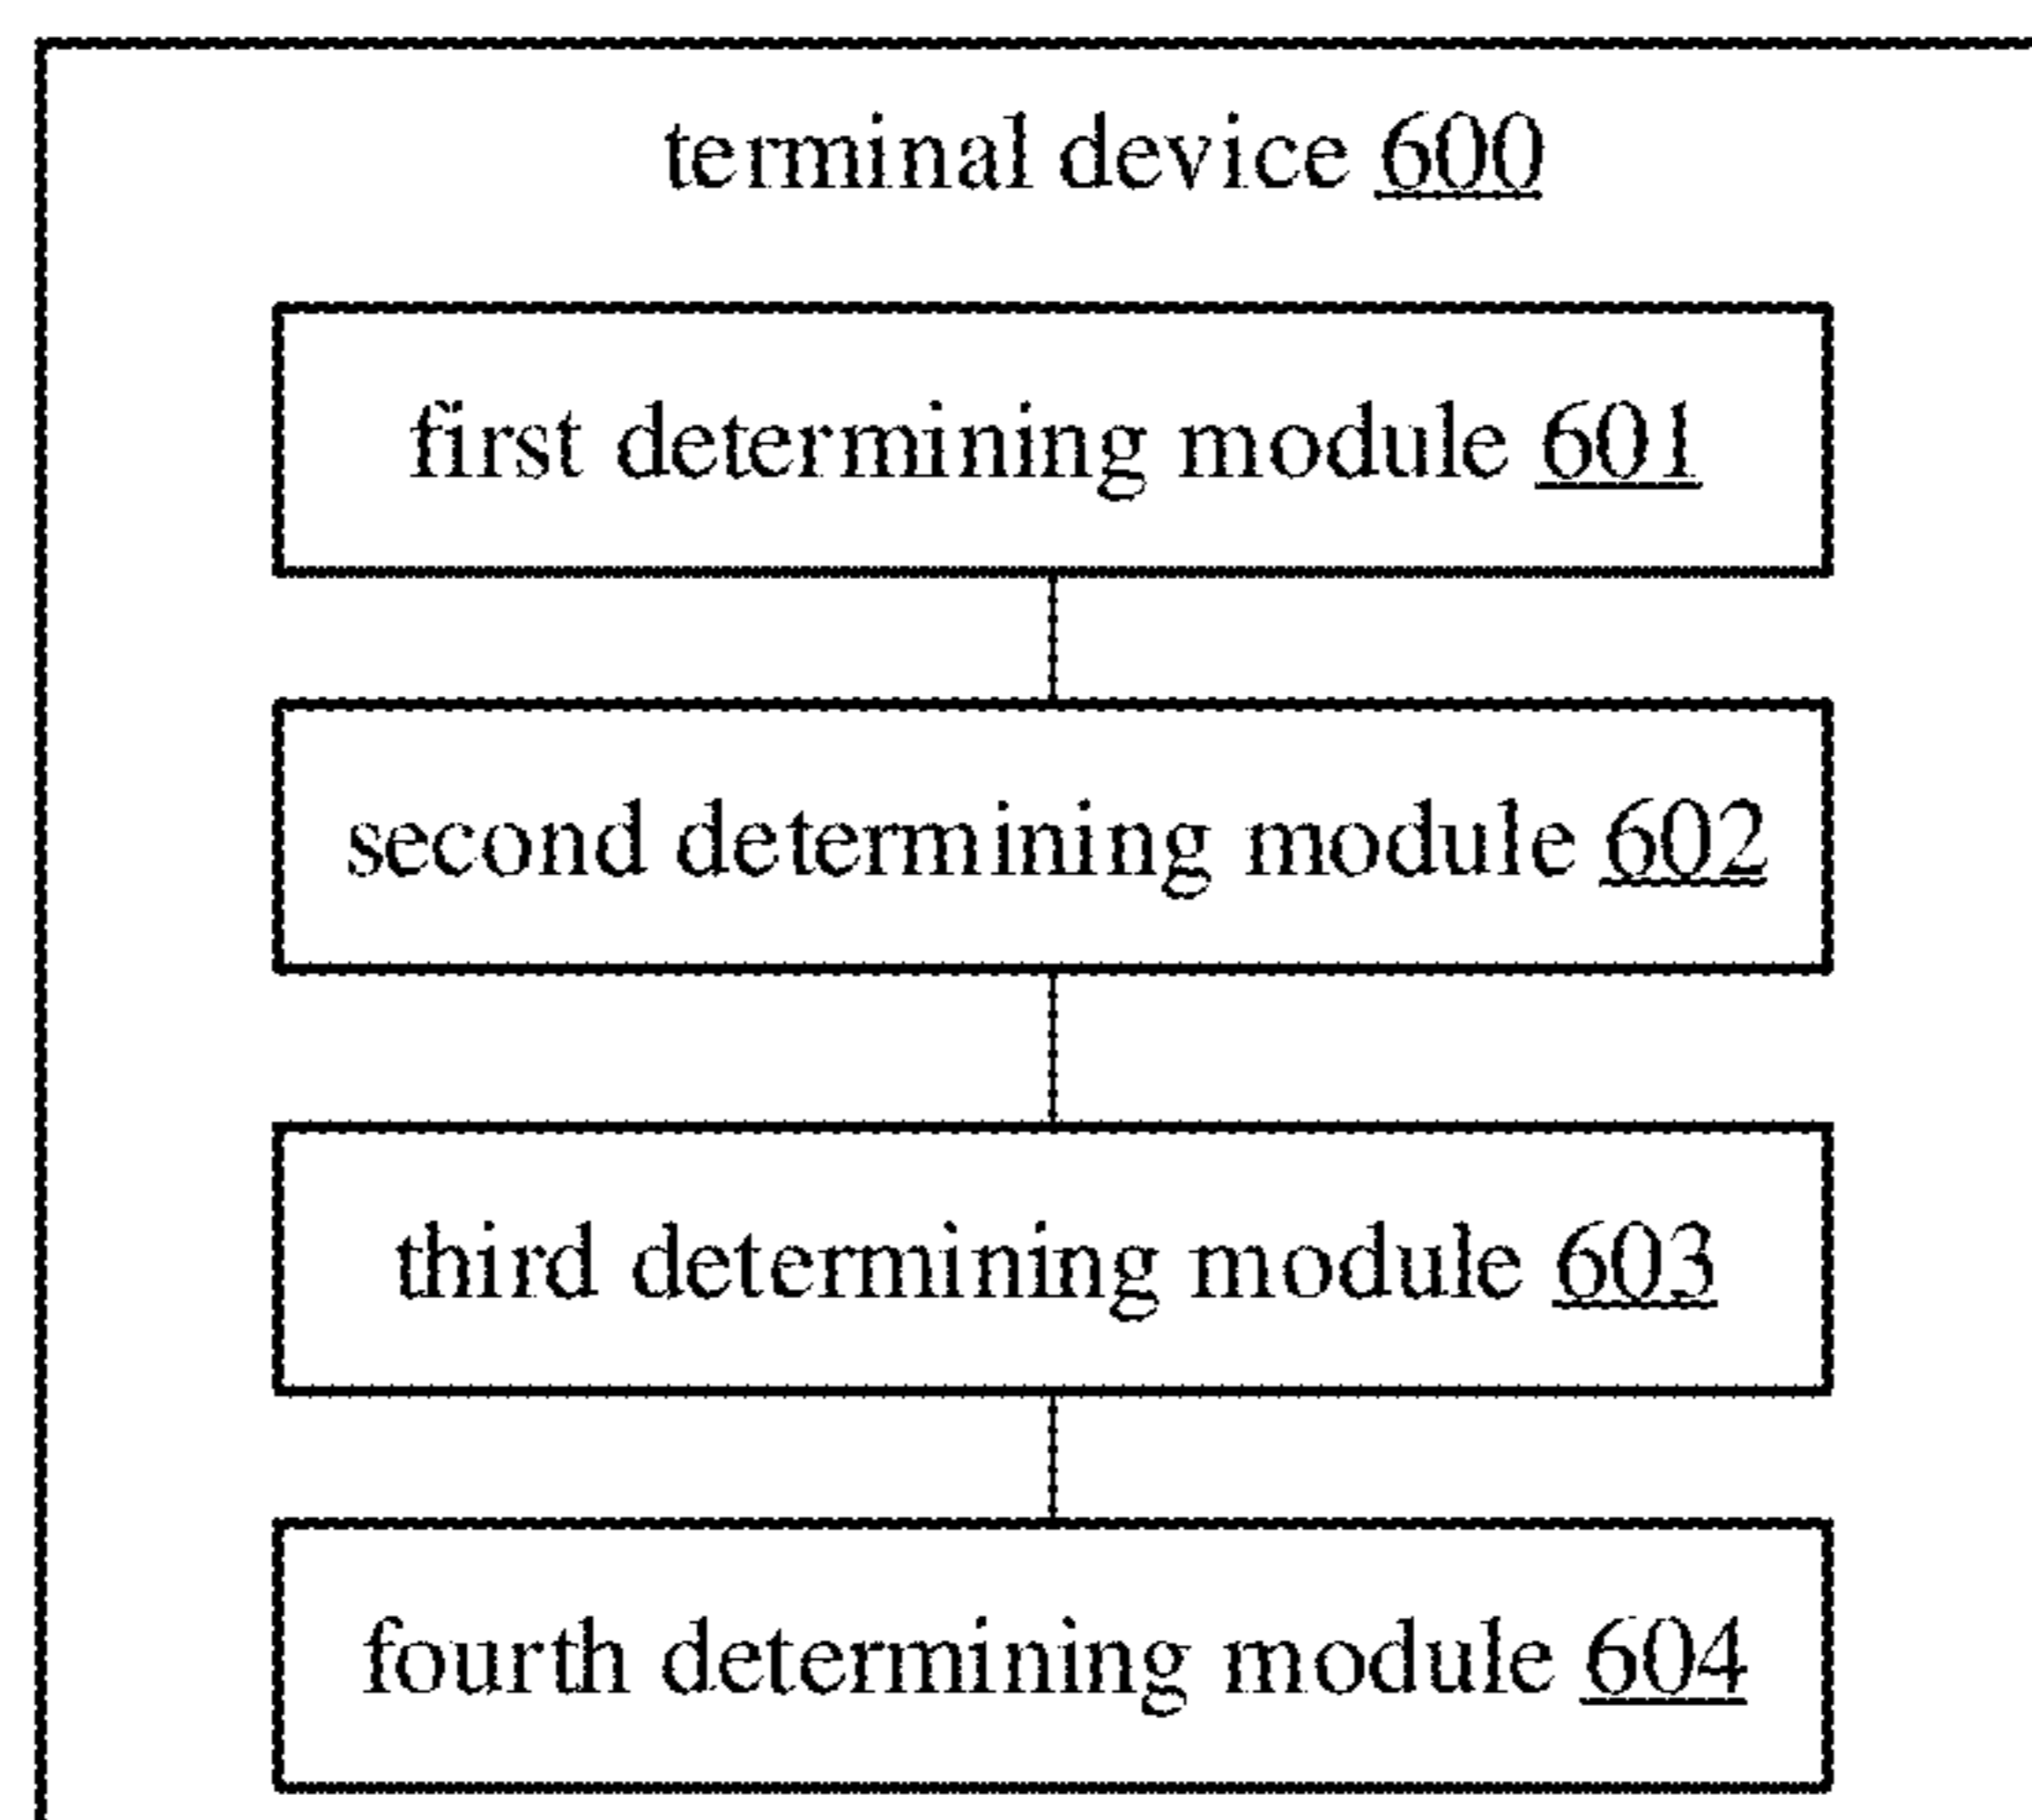 terminal device 600
first determining module 601
second determining module 602
third determining module 603
fourth determining module 604